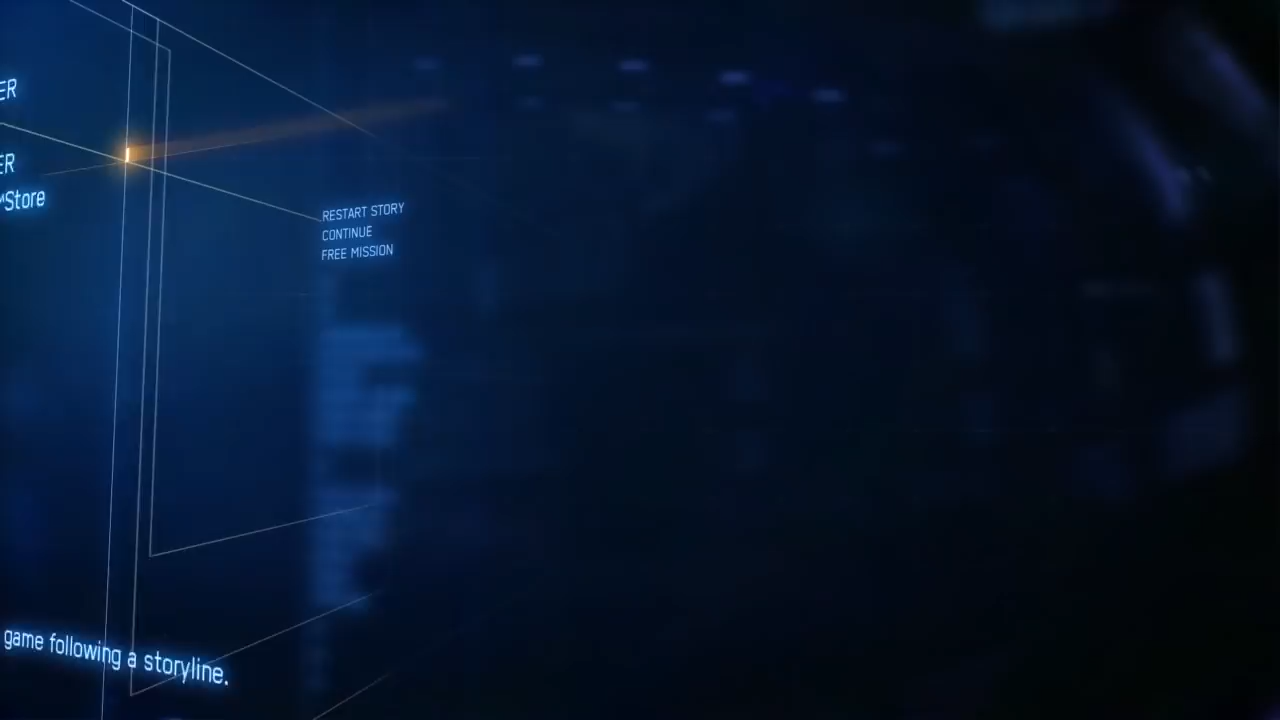 ER
ER
Store
RESTART STORY
CONTINUE
FREE MISSION
game following a storyline.